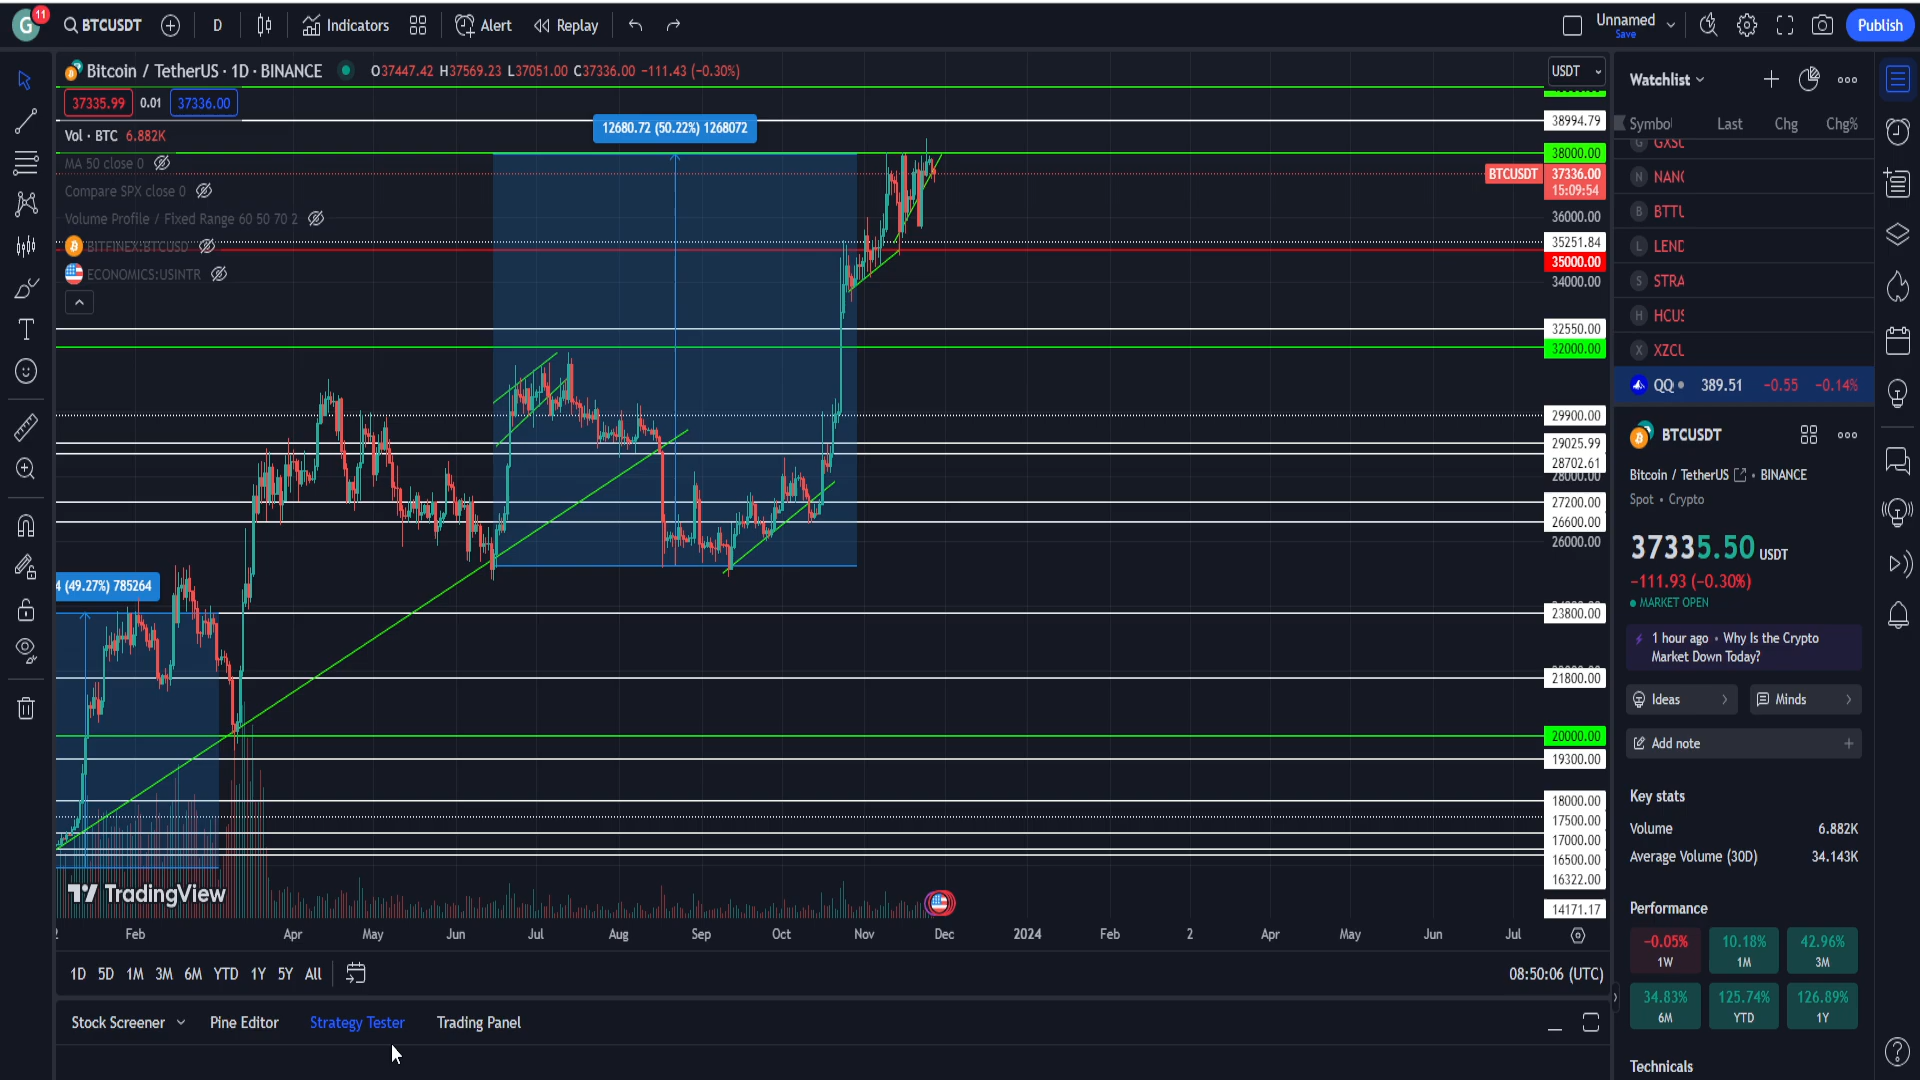 G 11 BTCUSDT D Indicators Alert Replay Unnamed Save Publish
Bitcoin / TetherUS · 1D · BINANCE O37447.42 H37569.23 L37051.00 C37336.00 −111.43 (−0.30%) USDT
37335.99 0.01 37336.00
Vol · BTC 6.882K
MA 50 close 0
Compare SPX close 0
Volume Profile / Fixed Range 60 50 70 2
BITFINEX:BTCUSD
ECONOMICS:USINTR
12680.72 (50.22%) 1268072
4 (49.27%) 785264
38994.79
38000.00
BTCUSDT 37336.00
15:09:54
36000.00
35251.84
35000.00
34000.00
32550.00
32000.00
29900.00
29025.99
28702.61
28000.00
27200.00
26600.00
26000.00
23800.00
21800.00
20000.00
19300.00
18000.00
17500.00
17000.00
16500.00
16322.00
14171.17
TradingView
Feb Apr May Jun Jul Aug Sep Oct Nov Dec 2024 Feb 2 Apr May Jun Jul
1D 5D 1M 3M 6M YTD 1Y 5Y All 08:50:06 (UTC)
Stock Screener Pine Editor Strategy Tester Trading Panel
Watchlist
Symbol Last Chg Chg%
G GXSU
N NANO
B BTTU
L LEND
S STRA
H HCUS
X XZCU
QQ 389.51 −0.55 −0.14%
BTCUSDT
Bitcoin / TetherUS • BINANCE
Spot • Crypto
37335.50 USDT
−111.93 (−0.30%)
MARKET OPEN
1 hour ago • Why Is the Crypto
Market Down Today?
Ideas Minds
Add note
Key stats
Volume 6.882K
Average Volume (30D) 34.143K
Performance
−0.05% 10.18% 42.96%
1W 1M 3M
34.83% 125.74% 126.89%
6M YTD 1Y
Technicals